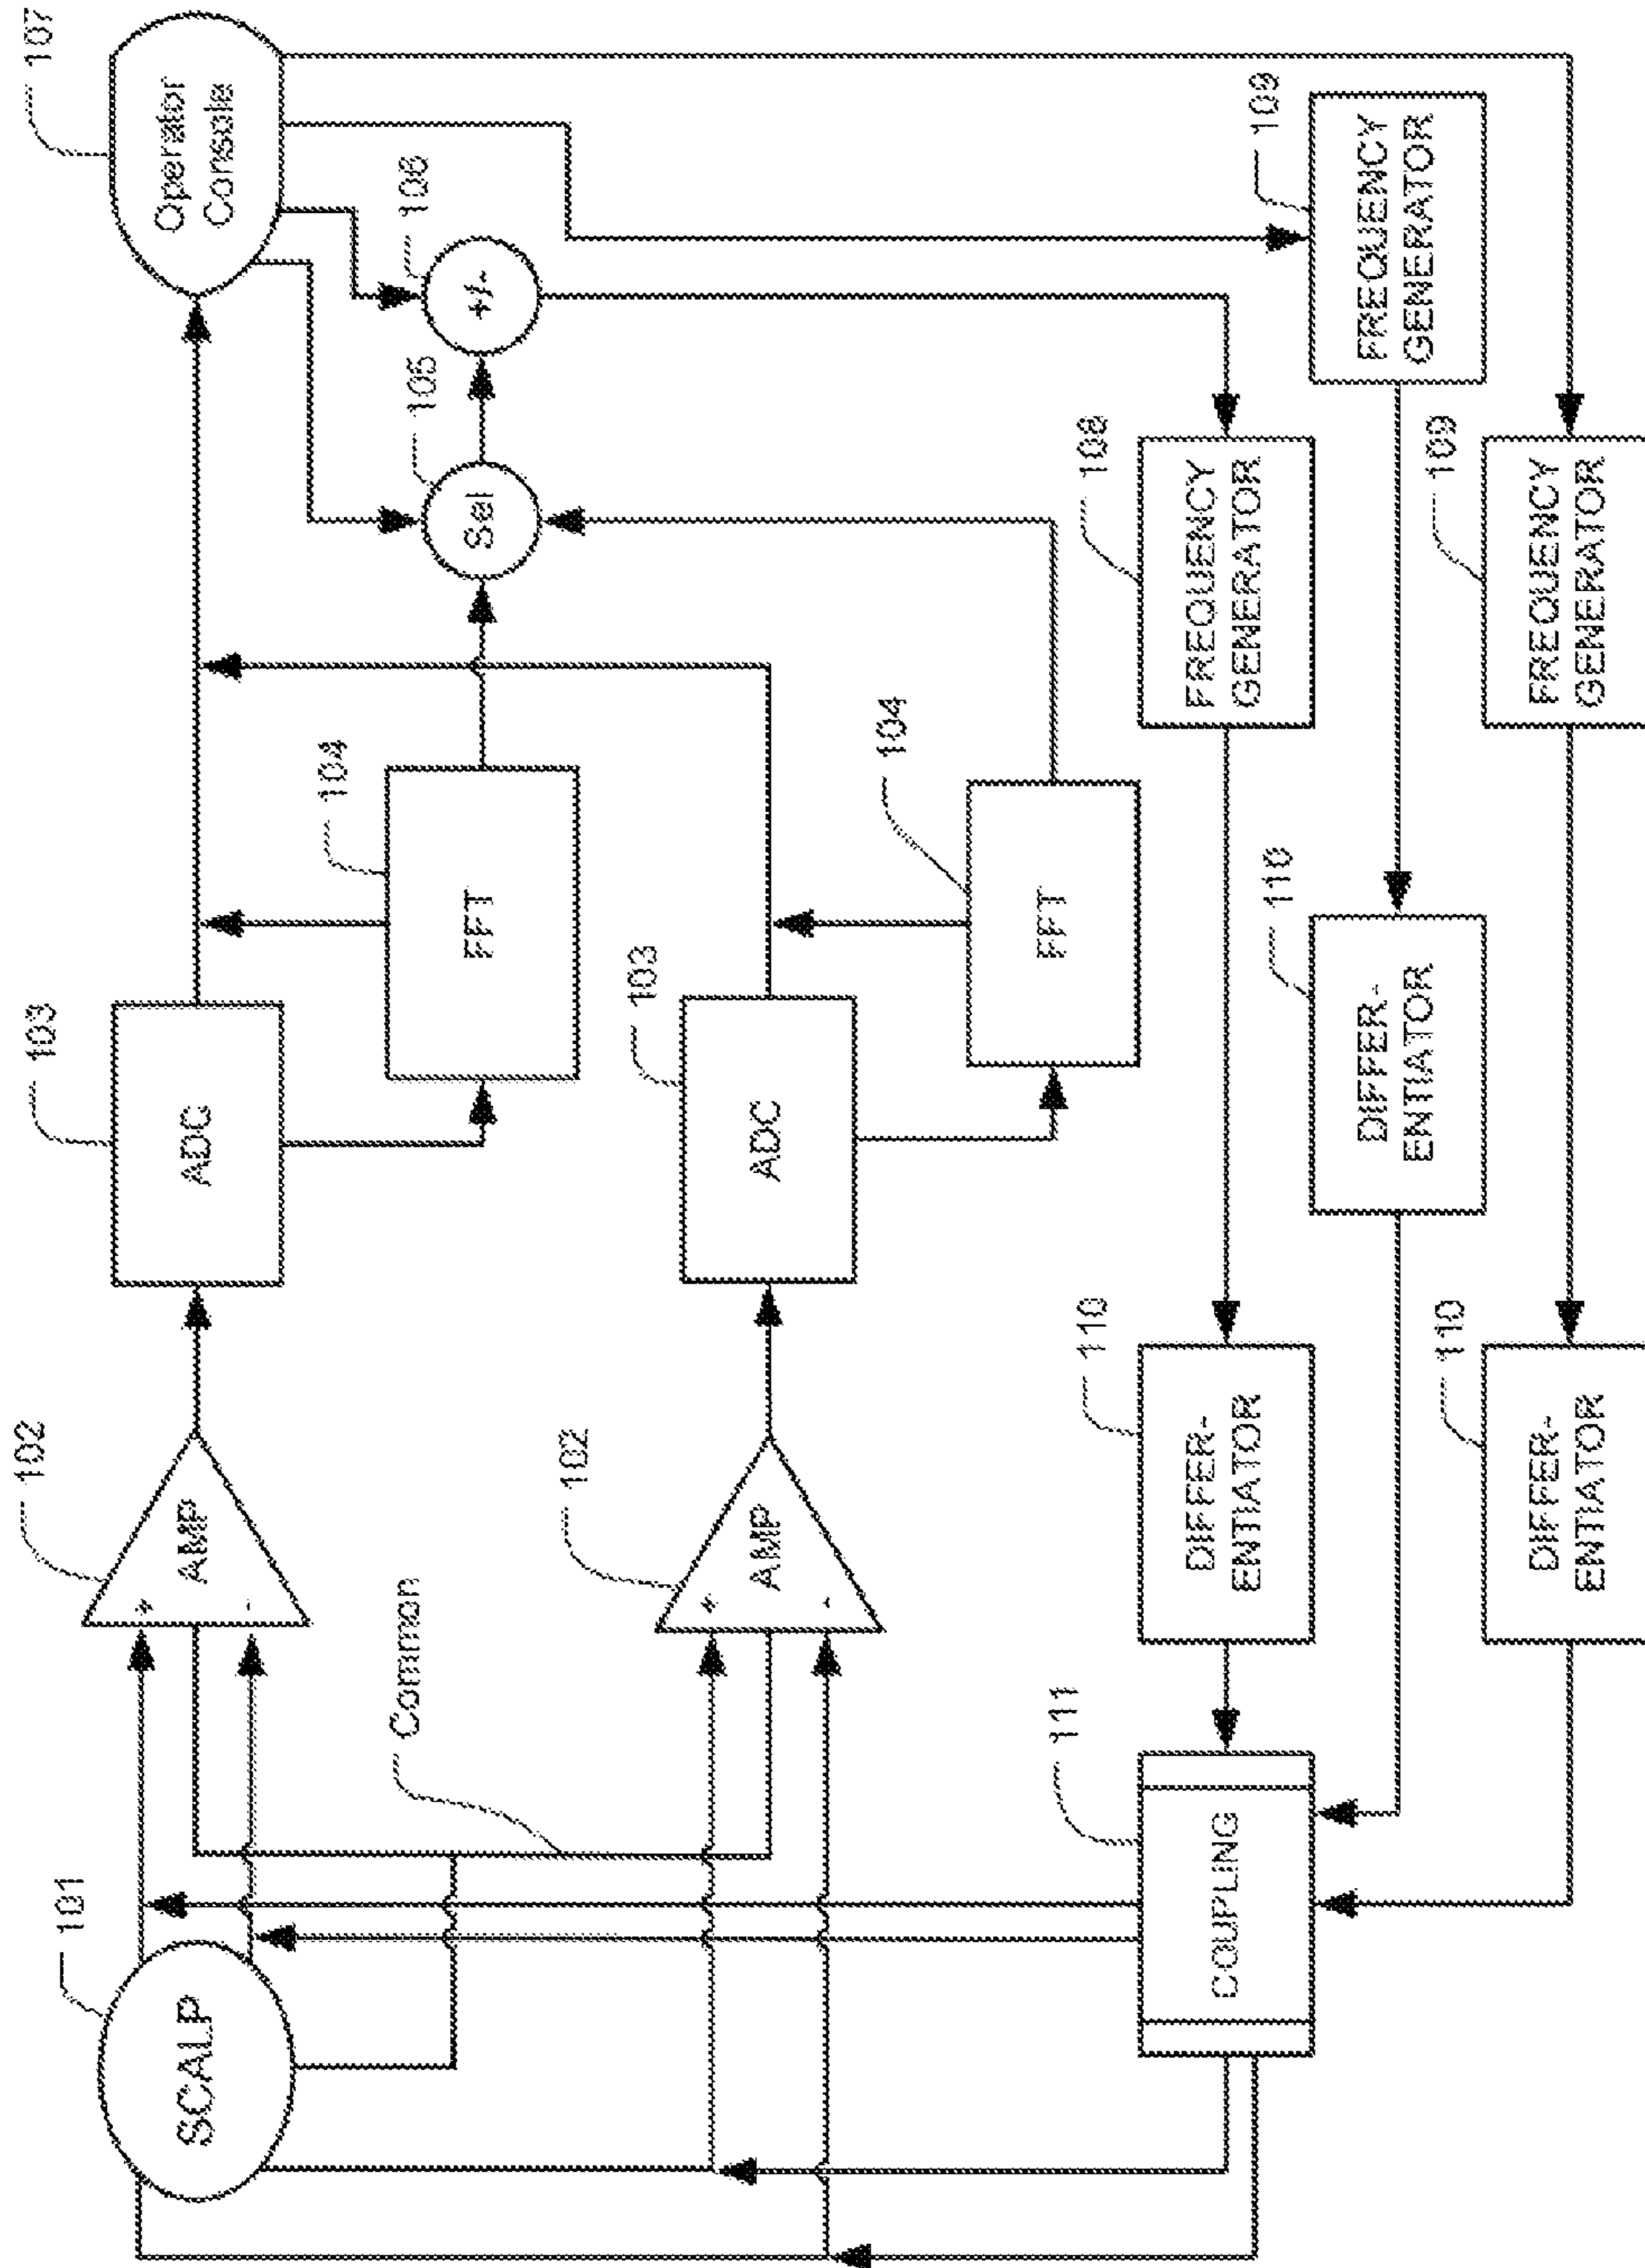 101
102
103
107
SCALP
+
-
AMP
ADC
Operator
Console
104
FFT
105
106
Sel
+/-
Common
102
103
+
-
AMP
ADC
104
FFT
111
110
108
COUPLING
DIFFER-
ENTIATOR
FREQUENCY
GENERATOR
110
109
DIFFER-
ENTIATOR
FREQUENCY
GENERATOR
110
109
DIFFER-
ENTIATOR
FREQUENCY
GENERATOR